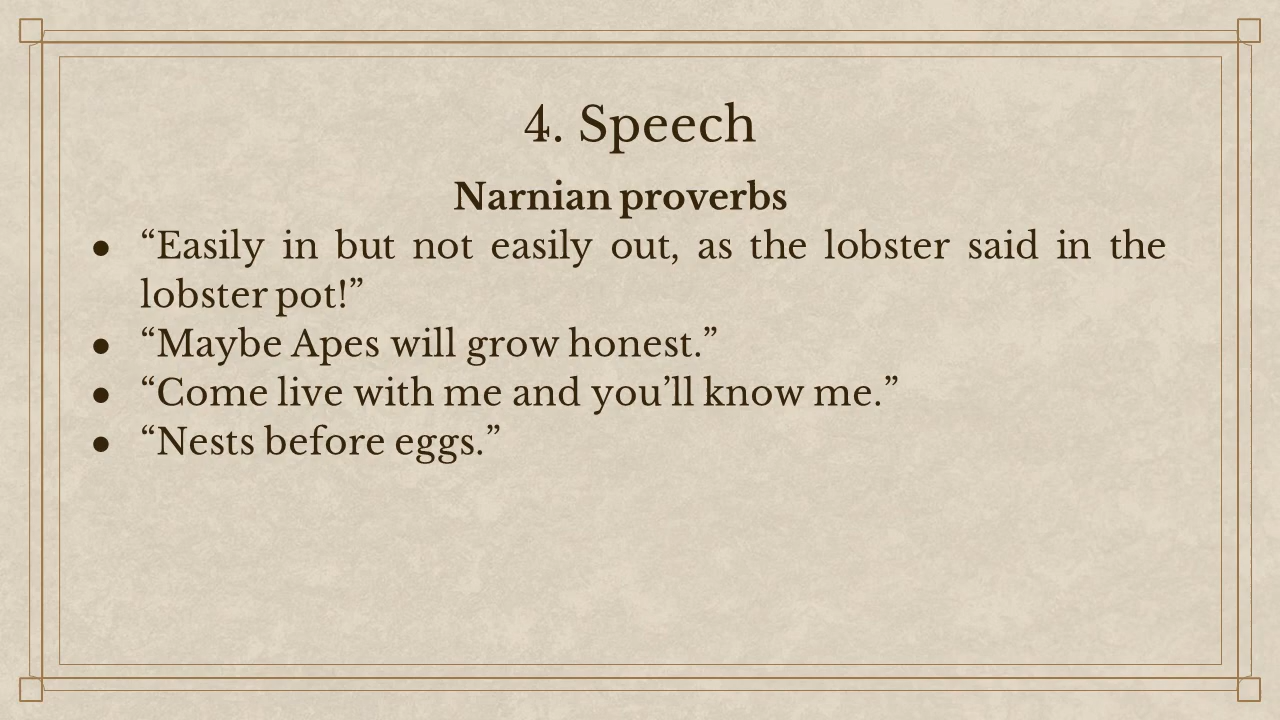 4. Speech
Narnian proverbs
● “Easily in but not easily out, as the lobster said in the
lobster pot!”
● “Maybe Apes will grow honest.”
● “Come live with me and you’ll know me.”
● “Nests before eggs.”